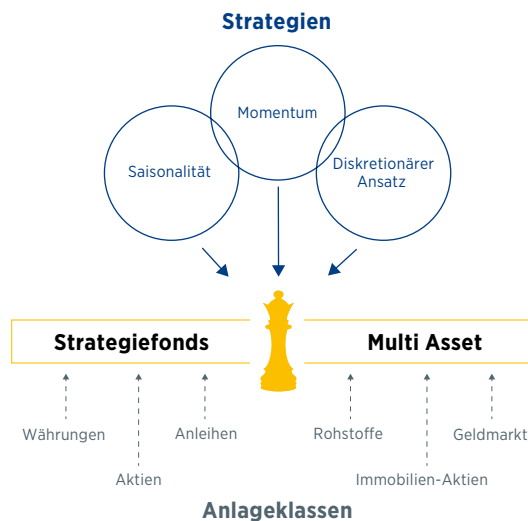 Strategien
Momentum
Saisonalität
Diskretionärer
Ansatz
Strategiefonds
Multi Asset
Währungen
Anleihen
Rohstoffe
Geldmarkt
Aktien
Immobilien-Aktien
Anlageklassen